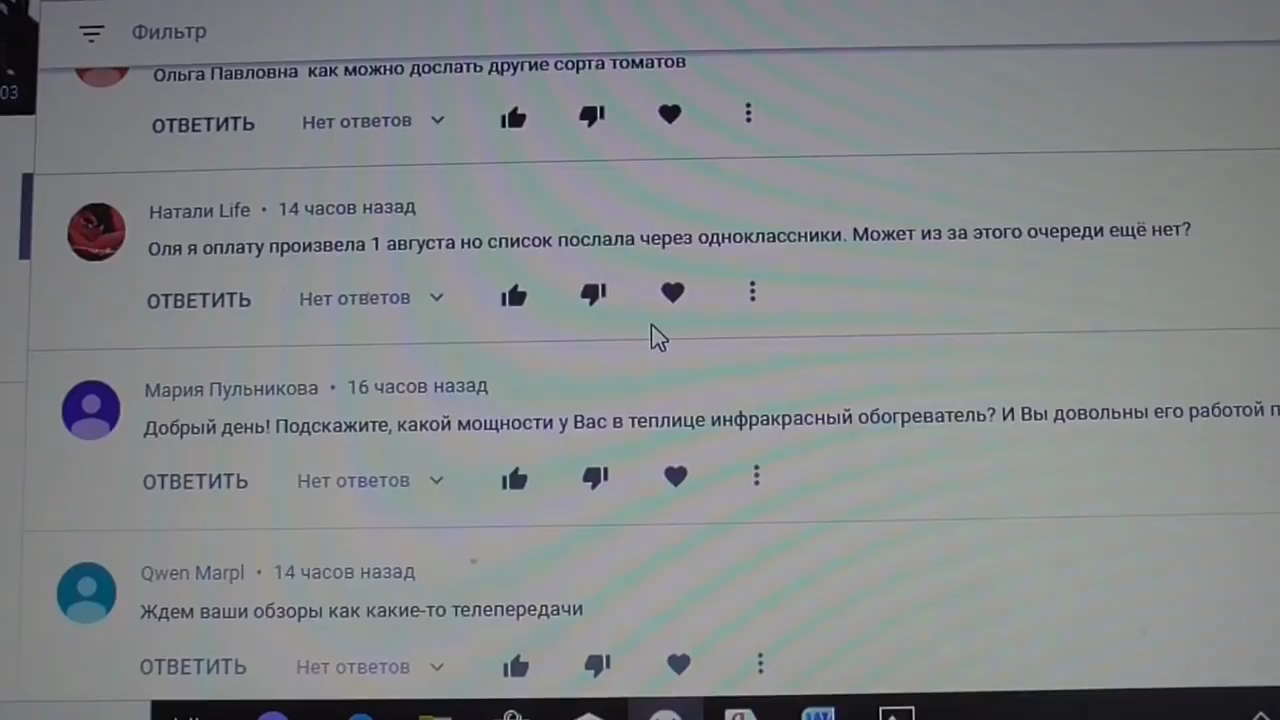 Фильтр
03
Ольга Павловна как можно дослать другие сорта томатов
ОТВЕТИТЬ Нет ответов
Натали Life • 14 часов назад
Оля я оплату произвела 1 августа но список послала через одноклассники. Может из за этого очереди ещё нет?
ОТВЕТИТЬ Нет ответов
Мария Пульникова • 16 часов назад
Добрый день! Подскажите, какой мощности у Вас в теплице инфракрасный обогреватель? И Вы довольны его работой
ОТВЕТИТЬ Нет ответов
Qwen Marpl • 14 часов назад
Ждем ваши обзоры как какие-то телепередачи
ОТВЕТИТЬ Нет ответов